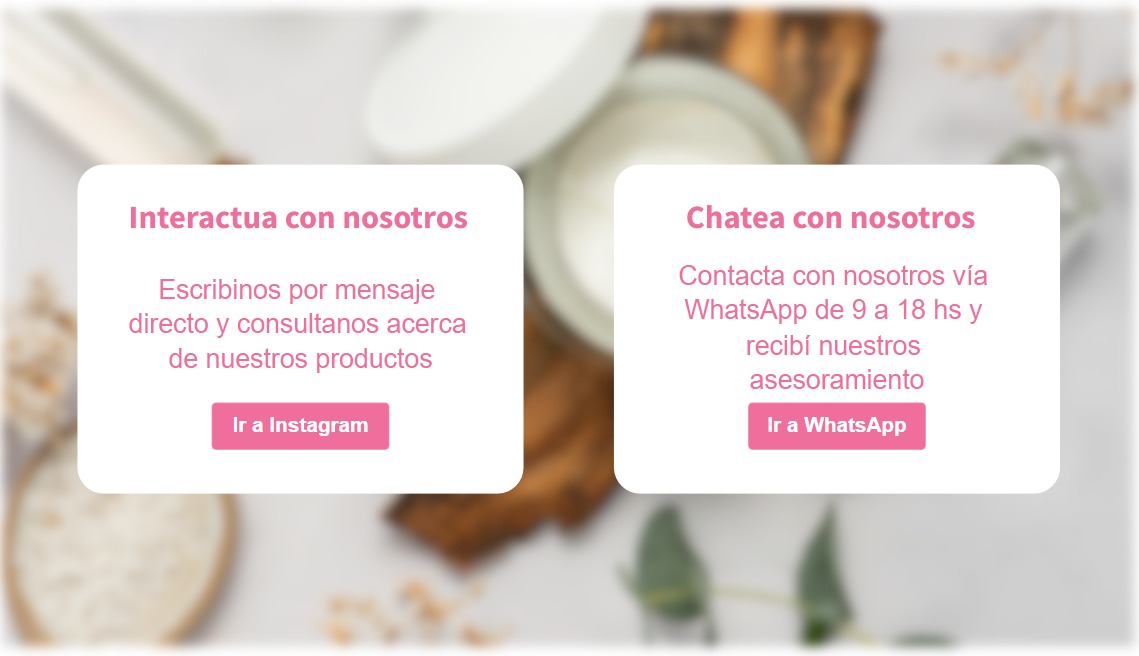 Interactua con nosotros
Escribinos por mensaje
directo y consultanos acerca
de nuestros productos
Ir a Instagram
Chatea con nosotros
Contacta con nosotros vía
WhatsApp de 9 a 18 hs y
recibí nuestros
asesoramiento
Ir a WhatsApp